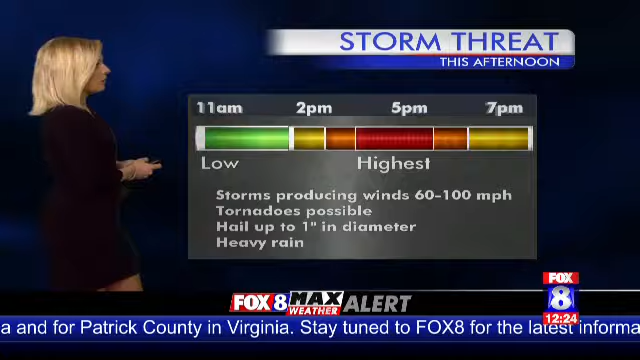 STORM THREAT
THIS AFTERNOON
11am 2pm 5pm 7pm
Low Highest
Storms producing winds 60-100 mph
Tornadoes possible
Hail up to 1" in diameter
Heavy rain
FOX 8 MAX WEATHER ALERT
FOX
8
12:24
a and for Patrick County in Virginia. Stay tuned to FOX8 for the latest informa